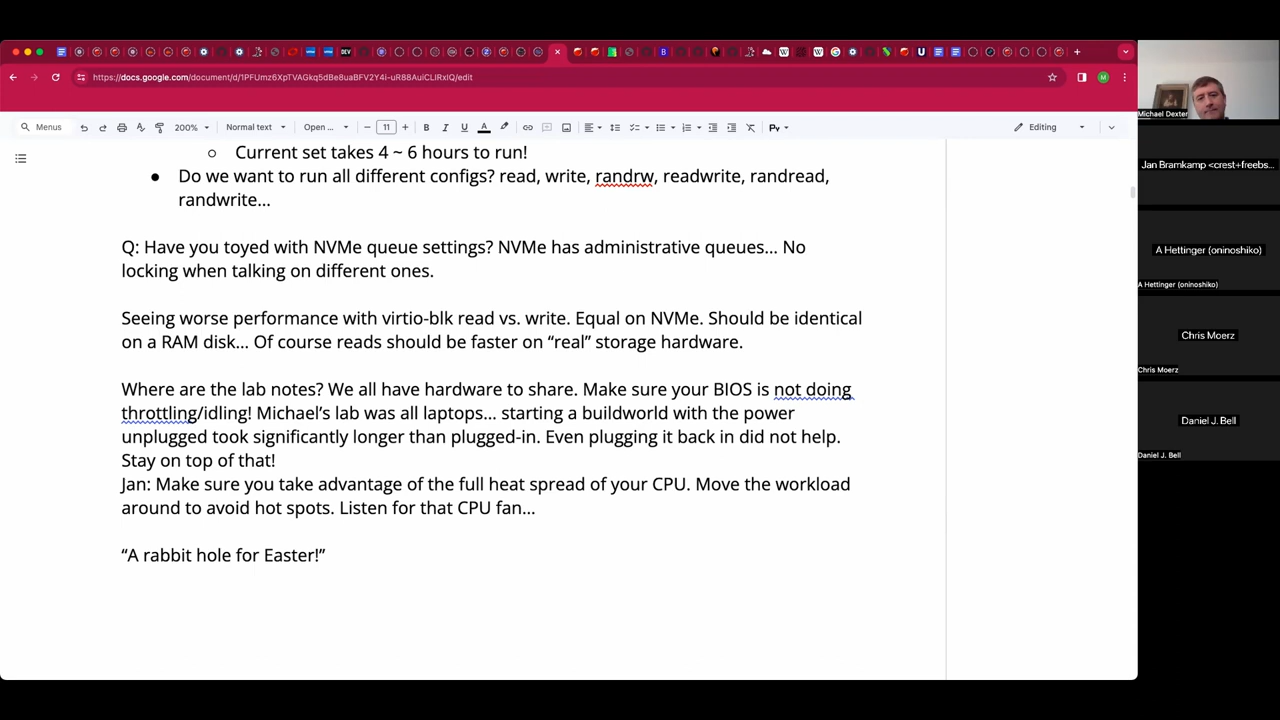 https://docs.google.com/document/d/1PFUmz6XpTVAGkq5dBe8uaBFV2Y4i-uR88AuiCLlRxIQ/edit
Menus 200% Normal text Open ... 11 Editing
Current set takes 4 ~ 6 hours to run!
Do we want to run all different configs? read, write, randrw, readwrite, randread,
randwrite...
Q: Have you toyed with NVMe queue settings? NVMe has administrative queues... No
locking when talking on different ones.
Seeing worse performance with virtio-blk read vs. write. Equal on NVMe. Should be identical
on a RAM disk... Of course reads should be faster on “real” storage hardware.
Where are the lab notes? We all have hardware to share. Make sure your BIOS is not doing
throttling/idling! Michael’s lab was all laptops... starting a buildworld with the power
unplugged took significantly longer than plugged-in. Even plugging it back in did not help.
Stay on top of that!
Jan: Make sure you take advantage of the full heat spread of your CPU. Move the workload
around to avoid hot spots. Listen for that CPU fan...
“A rabbit hole for Easter!”
Michael Dexter
Jan Bramkamp <crest+freebs...
A Hettinger (oninoshiko)
A Hettinger (oninoshiko)
Chris Moerz
Chris Moerz
Daniel J. Bell
Daniel J. Bell